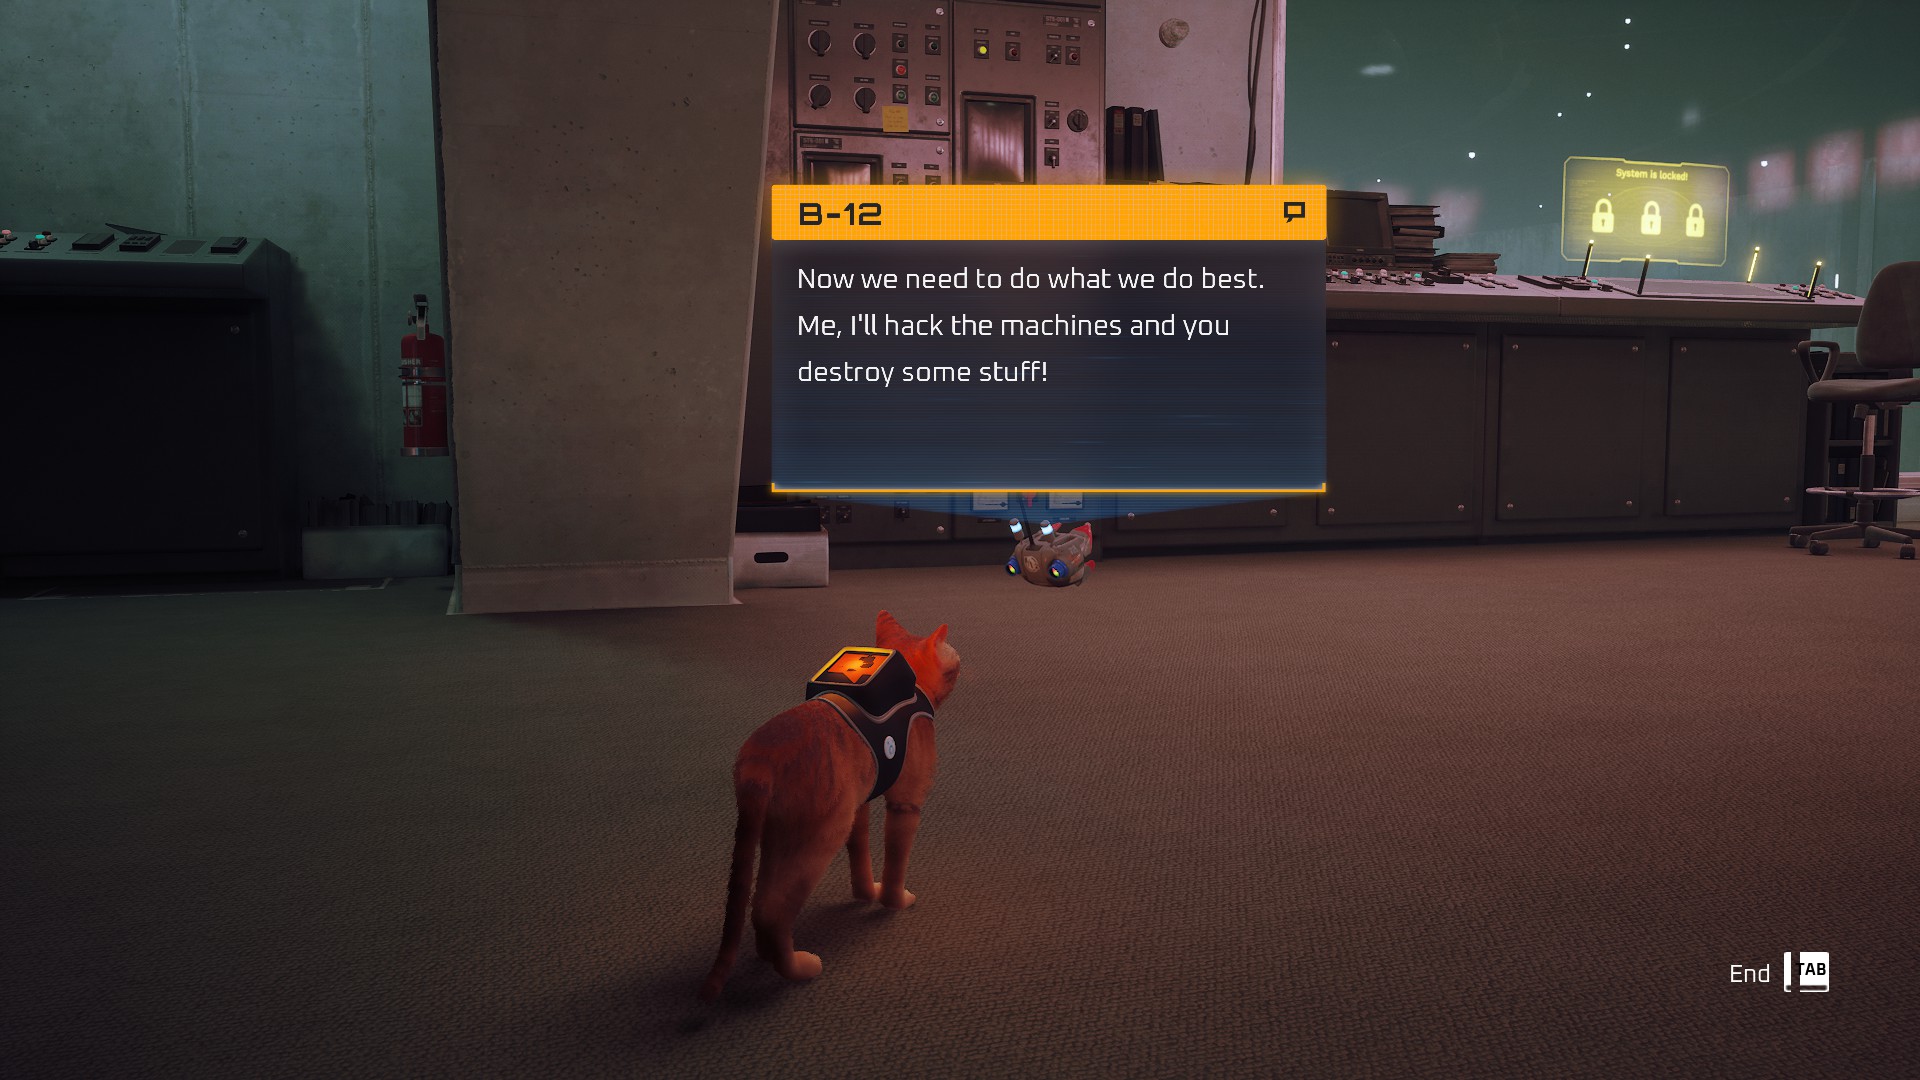 System is locked!
B-12
Now we need to do what we do best.
Me, I'll hack the machines and you
destroy some stuff!
End TAB